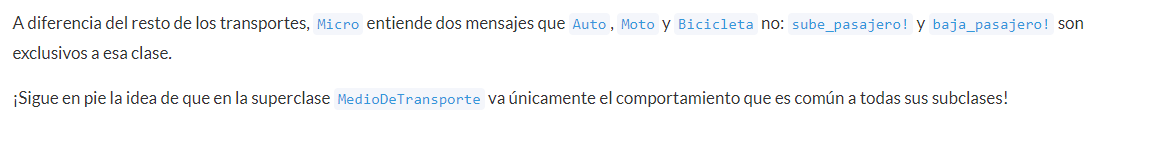 A diferencia del resto de los transportes, Micro entiende dos mensajes que Auto, Moto y Bicicleta no: sube_pasajero! y baja_pasajero! son
exclusivos a esa clase.
¡Sigue en pie la idea de que en la superclase MedioDeTransporte va únicamente el comportamiento que es común a todas sus subclases!